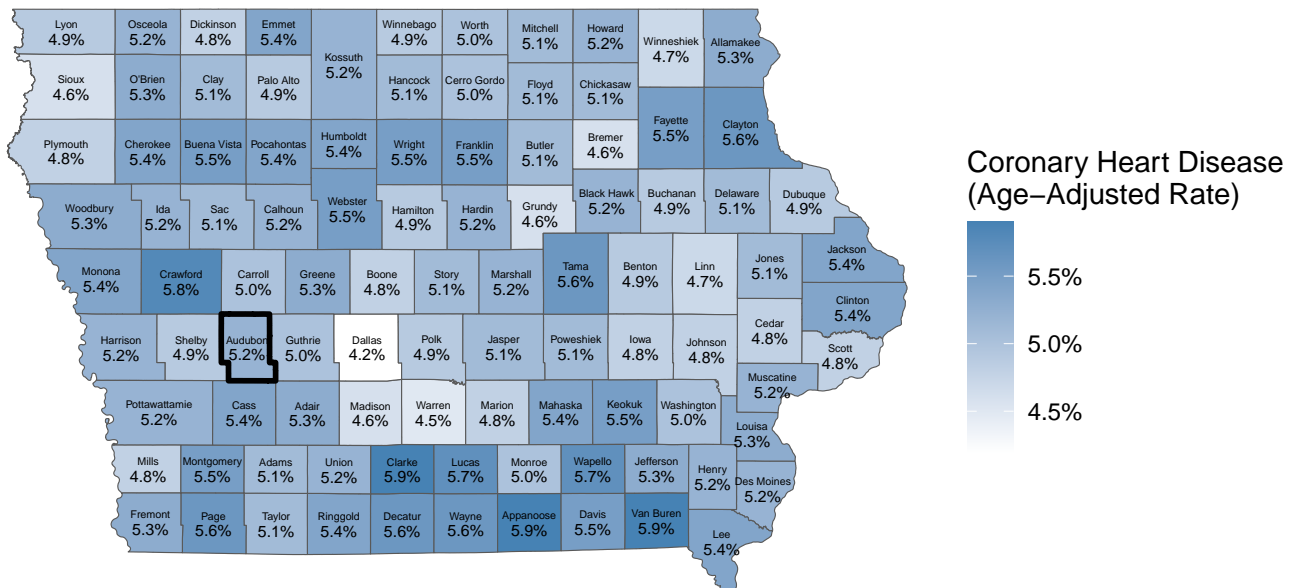 Lyon
4.9%
Osceola
5.2%
Dickinson
4.8%
Emmet
5.4%
Kossuth
5.2%
Winnebago
4.9%
Worth
5.0%
Mitchell
5.1%
Howard
5.2%
Winneshiek
4.7%
Allamakee
5.3%
Sioux
4.6%
O'Brien
5.3%
Clay
5.1%
Palo Alto
4.9%
Hancock
5.1%
Cerro Gordo
5.0%
Floyd
5.1%
Chickasaw
5.1%
Fayette
5.5%
Clayton
5.6%
Plymouth
4.8%
Cherokee
5.4%
Buena Vista
5.5%
Pocahontas
5.4%
Humboldt
5.4%
Wright
5.5%
Franklin
5.5%
Butler
5.1%
Bremer
4.6%
Woodbury
5.3%
Ida
5.2%
Sac
5.1%
Calhoun
5.2%
Webster
5.5%
Hamilton
4.9%
Hardin
5.2%
Grundy
4.6%
Black Hawk
5.2%
Buchanan
4.9%
Delaware
5.1%
Dubuque
4.9%
Monona
5.4%
Crawford
5.8%
Carroll
5.0%
Greene
5.3%
Boone
4.8%
Story
5.1%
Marshall
5.2%
Tama
5.6%
Benton
4.9%
Linn
4.7%
Jones
5.1%
Jackson
5.4%
Clinton
5.4%
Harrison
5.2%
Shelby
4.9%
Audubon
5.2%
Guthrie
5.0%
Dallas
4.2%
Polk
4.9%
Jasper
5.1%
Poweshiek
5.1%
Iowa
4.8%
Johnson
4.8%
Cedar
4.8%
Scott
4.8%
Muscatine
5.2%
Pottawattamie
5.2%
Cass
5.4%
Adair
5.3%
Madison
4.6%
Warren
4.5%
Marion
4.8%
Mahaska
5.4%
Keokuk
5.5%
Washington
5.0%
Louisa
5.3%
Mills
4.8%
Montgomery
5.5%
Adams
5.1%
Union
5.2%
Clarke
5.9%
Lucas
5.7%
Monroe
5.0%
Wapello
5.7%
Jefferson
5.3%
Henry
5.2%
Des Moines
5.2%
Fremont
5.3%
Page
5.6%
Taylor
5.1%
Ringgold
5.4%
Decatur
5.6%
Wayne
5.6%
Appanoose
5.9%
Davis
5.5%
Van Buren
5.9%
Lee
5.4%
Coronary Heart Disease
(Age−Adjusted Rate)
5.5%
5.0%
4.5%